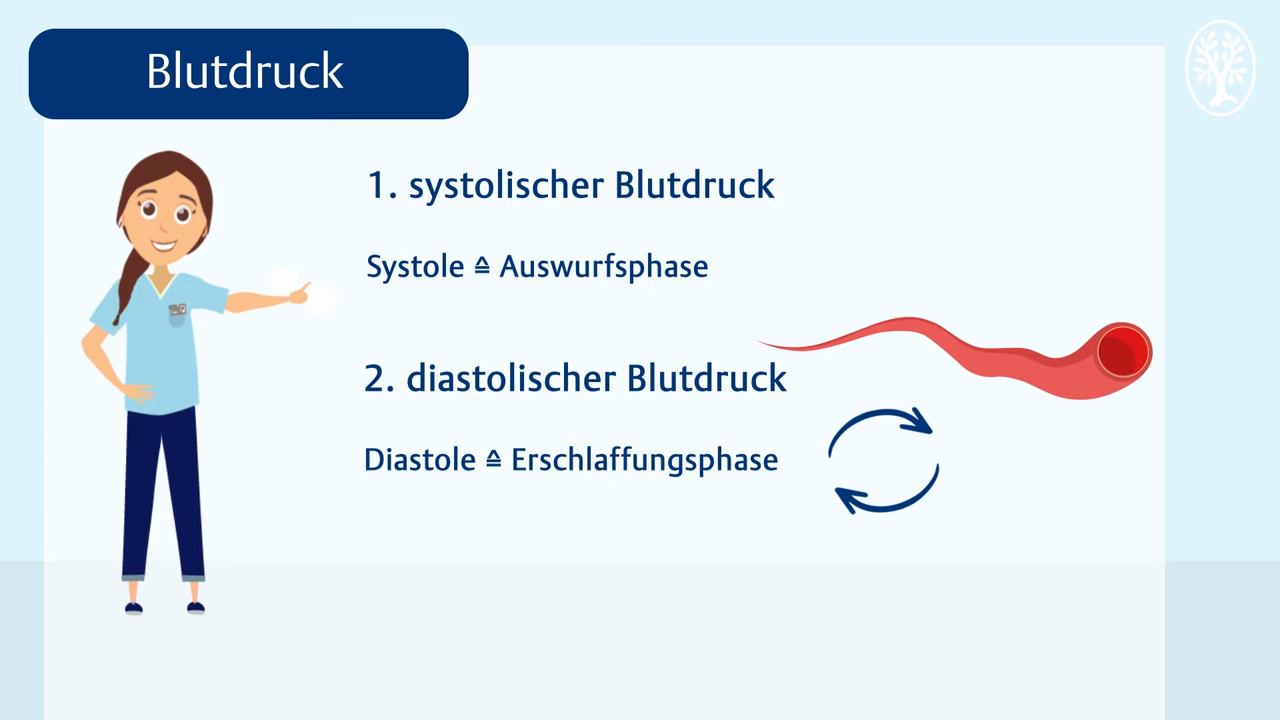 Blutdruck
1. systolischer Blutdruck
Systole ≙ Auswurfsphase
2. diastolischer Blutdruck
Diastole ≙ Erschlaffungsphase